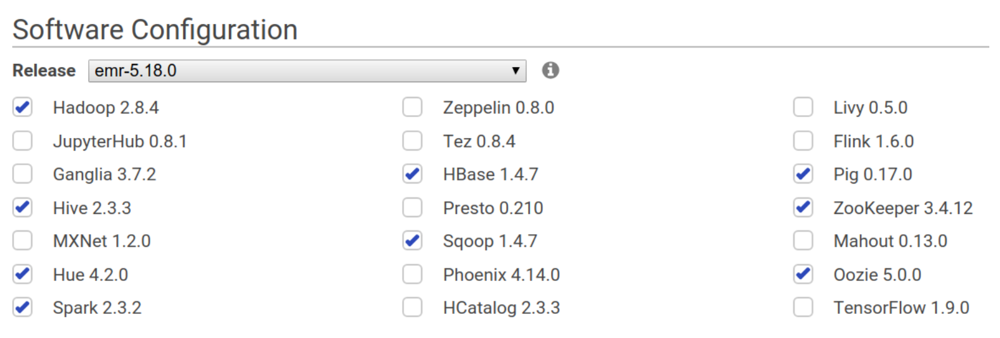 Software Configuration
Release emr-5.18.0
Hadoop 2.8.4 Zeppelin 0.8.0 Livy 0.5.0
JupyterHub 0.8.1 Tez 0.8.4 Flink 1.6.0
Ganglia 3.7.2 HBase 1.4.7 Pig 0.17.0
Hive 2.3.3 Presto 0.210 ZooKeeper 3.4.12
MXNet 1.2.0 Sqoop 1.4.7 Mahout 0.13.0
Hue 4.2.0 Phoenix 4.14.0 Oozie 5.0.0
Spark 2.3.2 HCatalog 2.3.3 TensorFlow 1.9.0